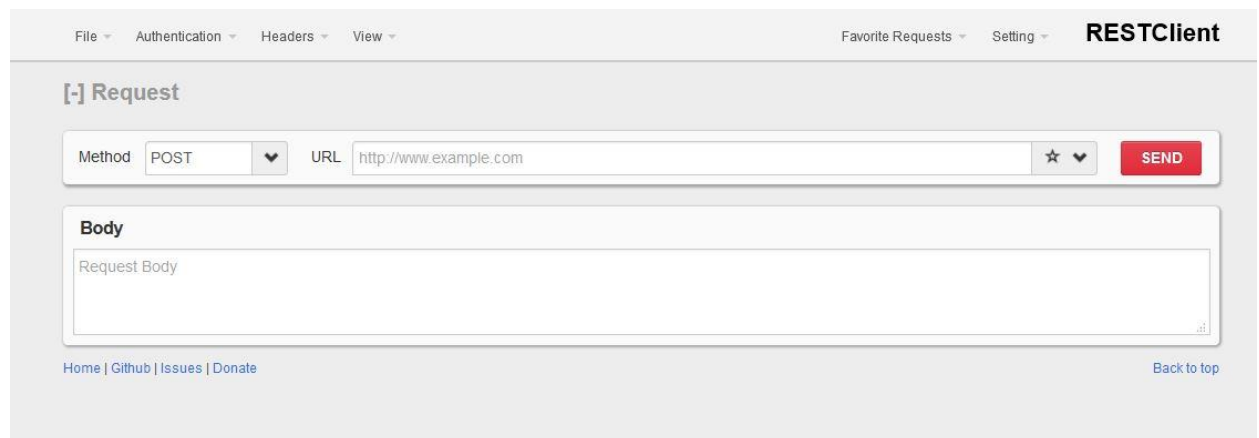 File Authentication Headers View Favorite Requests Setting RESTClient
[-] Request
Method POST URL http://www.example.com SEND
Body
Request Body
Home | Github | Issues | Donate Back to top